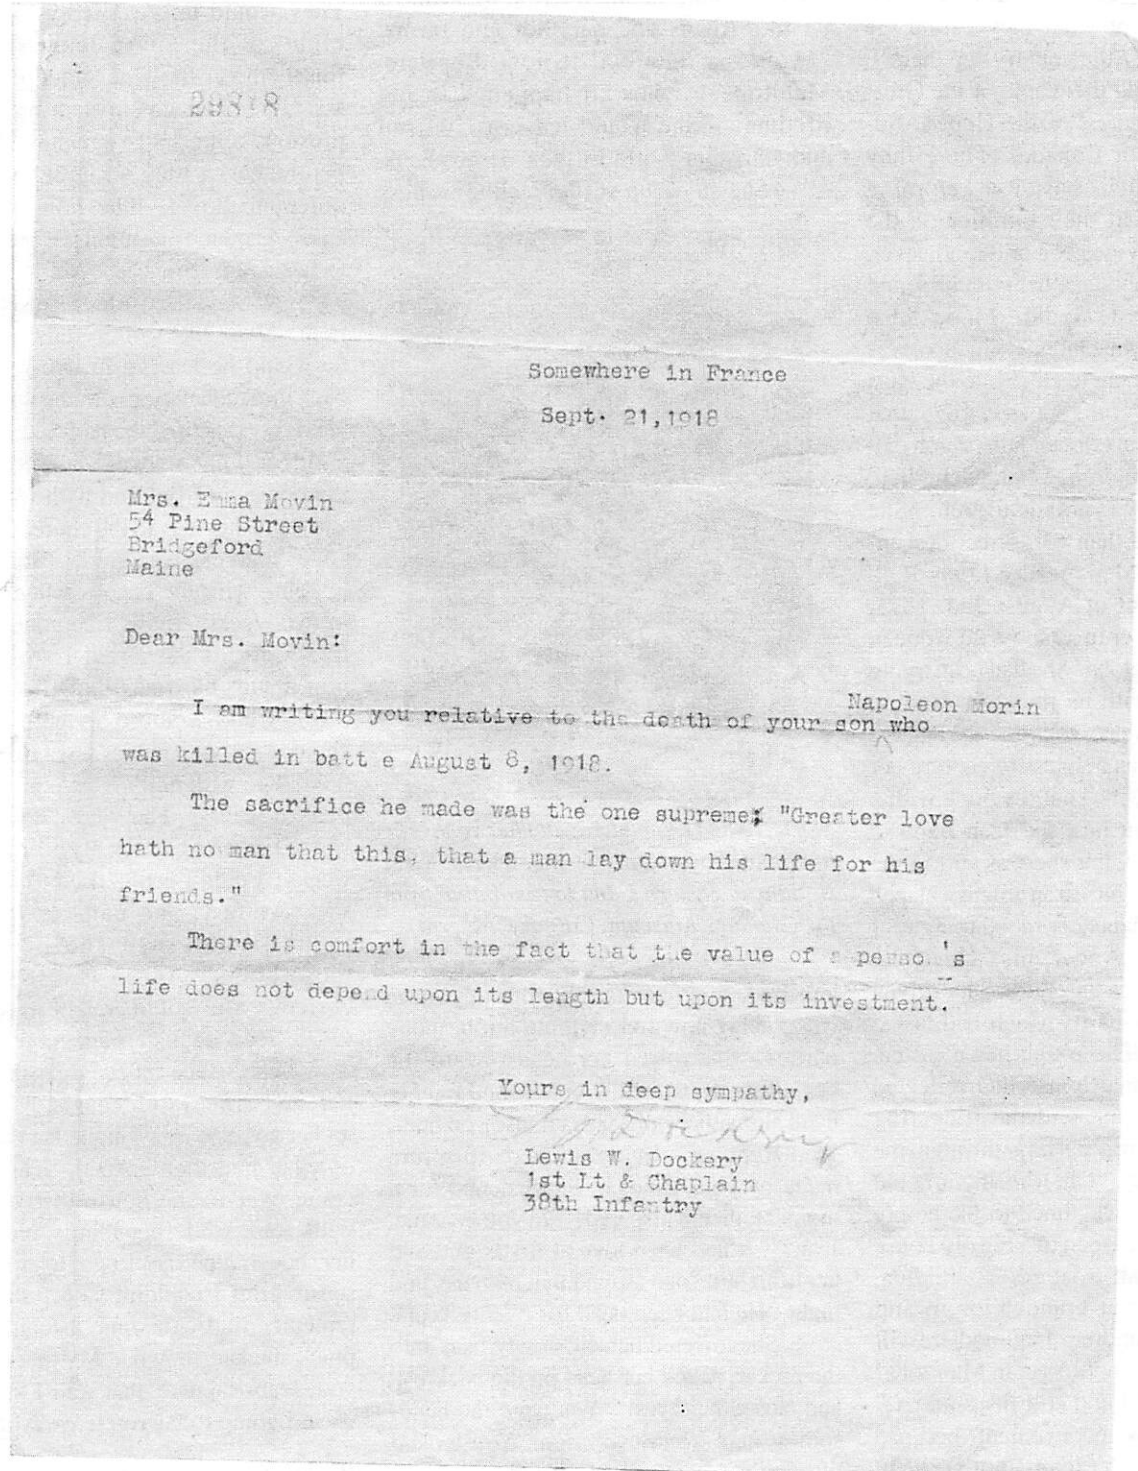 29818
Somewhere in France
Sept. 21, 1918
Mrs. Emma Movin
54 Pine Street
Bridgeford
Maine
Dear Mrs. Movin:
Napoleon Morin
I am writing you relative to the death of your son who
was killed in batt e August 8, 1918.
The sacrifice he made was the one supreme; "Greater love
hath no man that this, that a man lay down his life for his
friends."
There is comfort in the fact that the value of a person's
life does not depend upon its length but upon its investment.
Yours in deep sympathy,
Lewis W. Dockery
1st Lt & Chaplain
38th Infantry